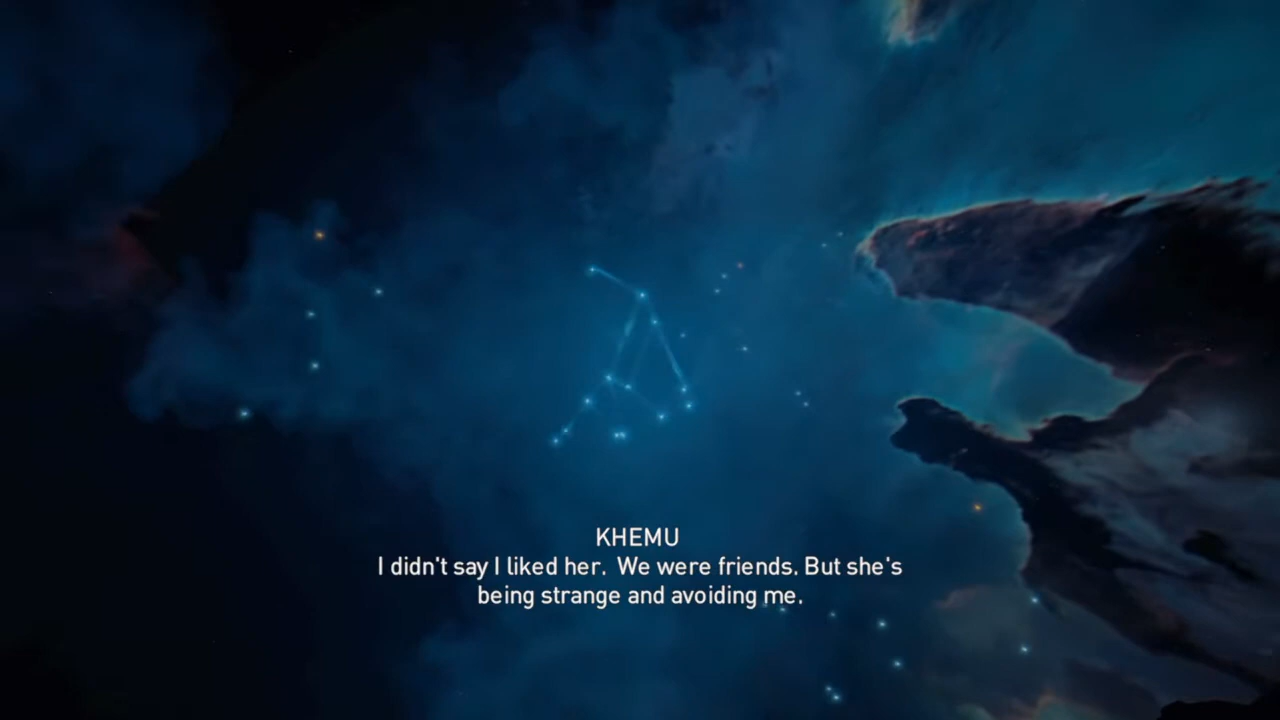 KHEMU
I didn't say I liked her.  We were friends. But she's
being strange and avoiding me.